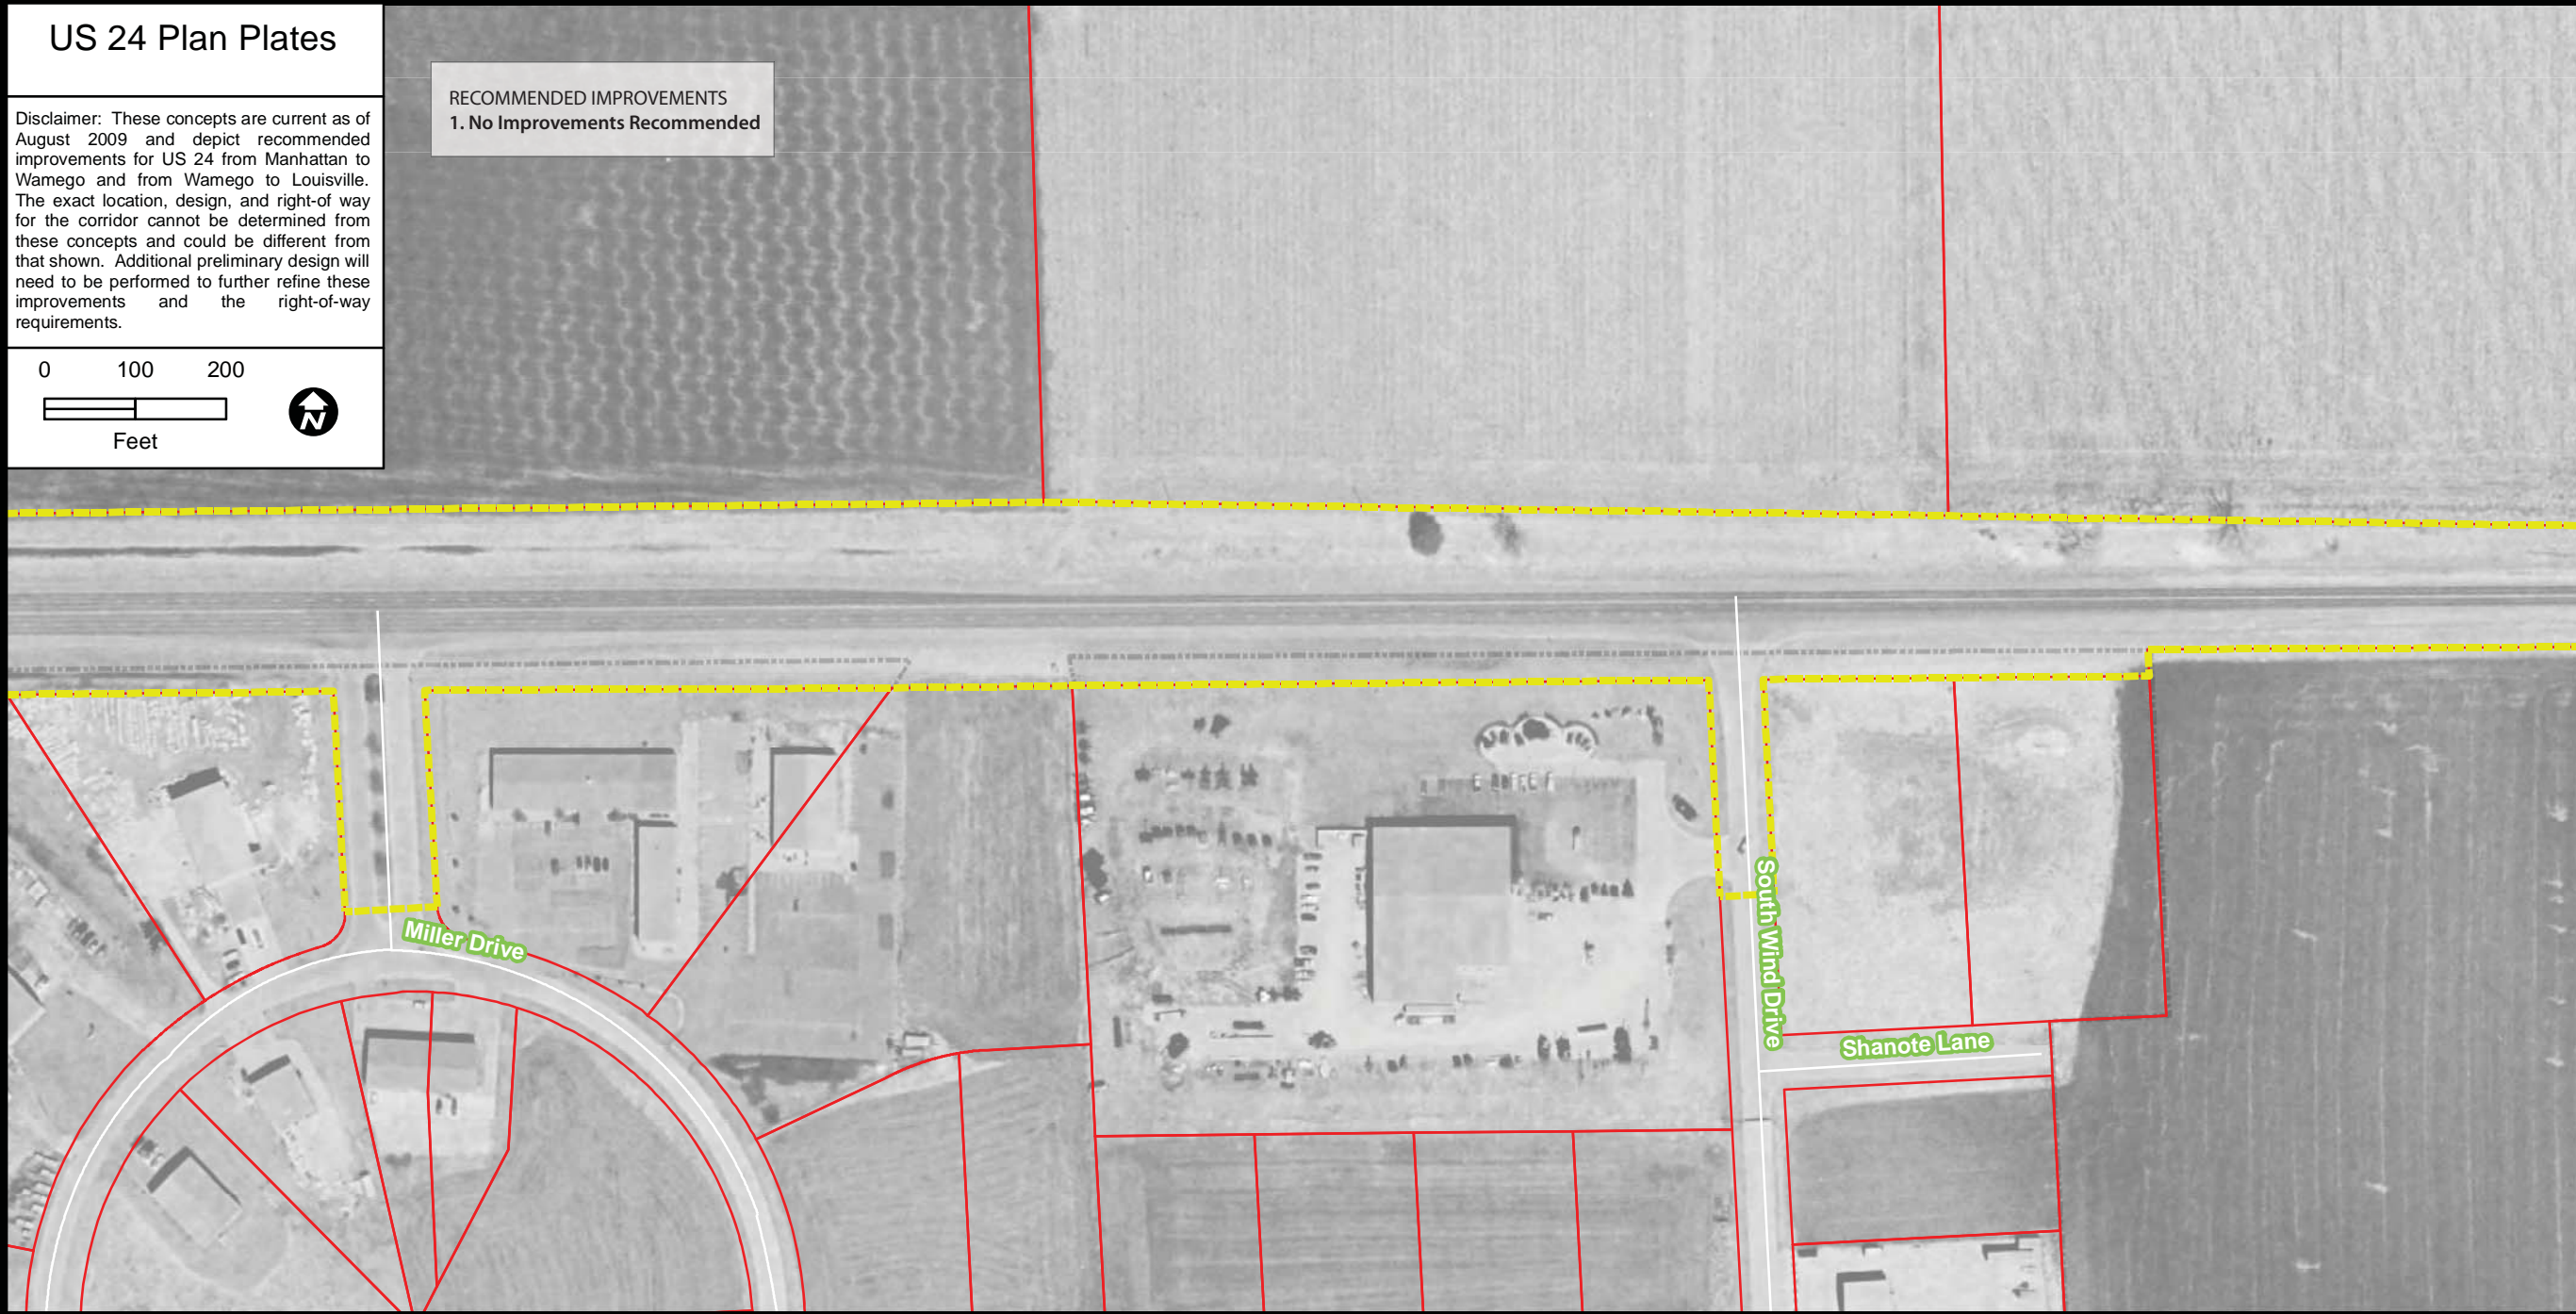 US 24 Plan Plates
Disclaimer: These concepts are current as of
August 2009 and depict recommended
improvements for US 24 from Manhattan to
Wamego and from Wamego to Louisville.
The exact location, design, and right-of way
for the corridor cannot be determined from
these concepts and could be different from
that shown. Additional preliminary design will
need to be performed to further refine these
improvements and the right-of-way
requirements.
0 100 200
Feet
N
RECOMMENDED IMPROVEMENTS
1. No Improvements Recommended
Miller Drive
South Wind Drive
Shanote Lane